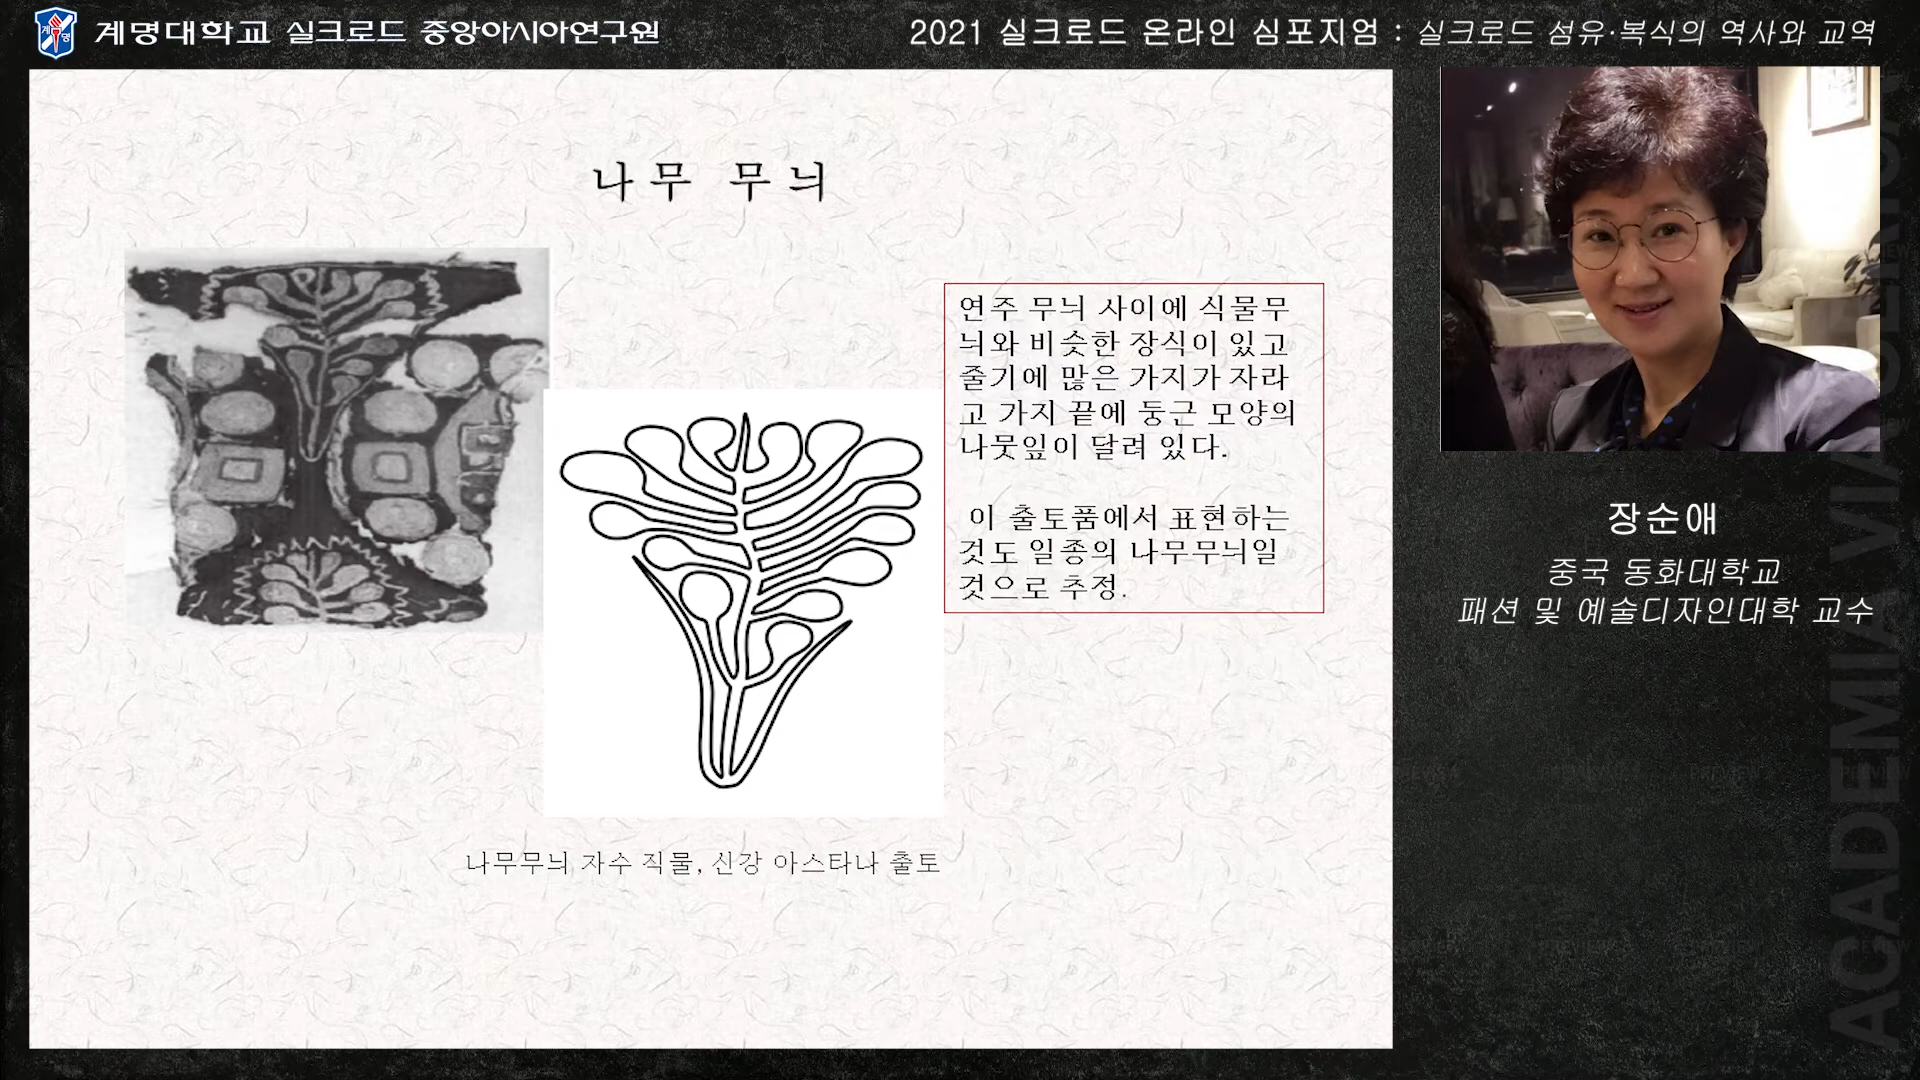 계명대학교 실크로드 중앙아시아연구원
2021 실크로드 온라인 심포지엄 : 실크로드 섬유·복식의 역사와 교역
나무 무늬
연주 무늬 사이에 식물무
늬와 비슷한 장식이 있고
줄기에 많은 가지가 자라
고 가지 끝에 둥근 모양의
나뭇잎이 달려 있다.
이 출토품에서 표현하는
것도 일종의 나무무늬일
것으로 추정.
나무무늬 자수 직물, 신강 아스타나 출토
장순애
중국 동화대학교
패션 및 예술디자인대학 교수
ACADEMIA VIA
PREVIEW PREVIEW PREVIEW PREVIEW
PREVIEW PREVIEW PREVIEW PREVIEW